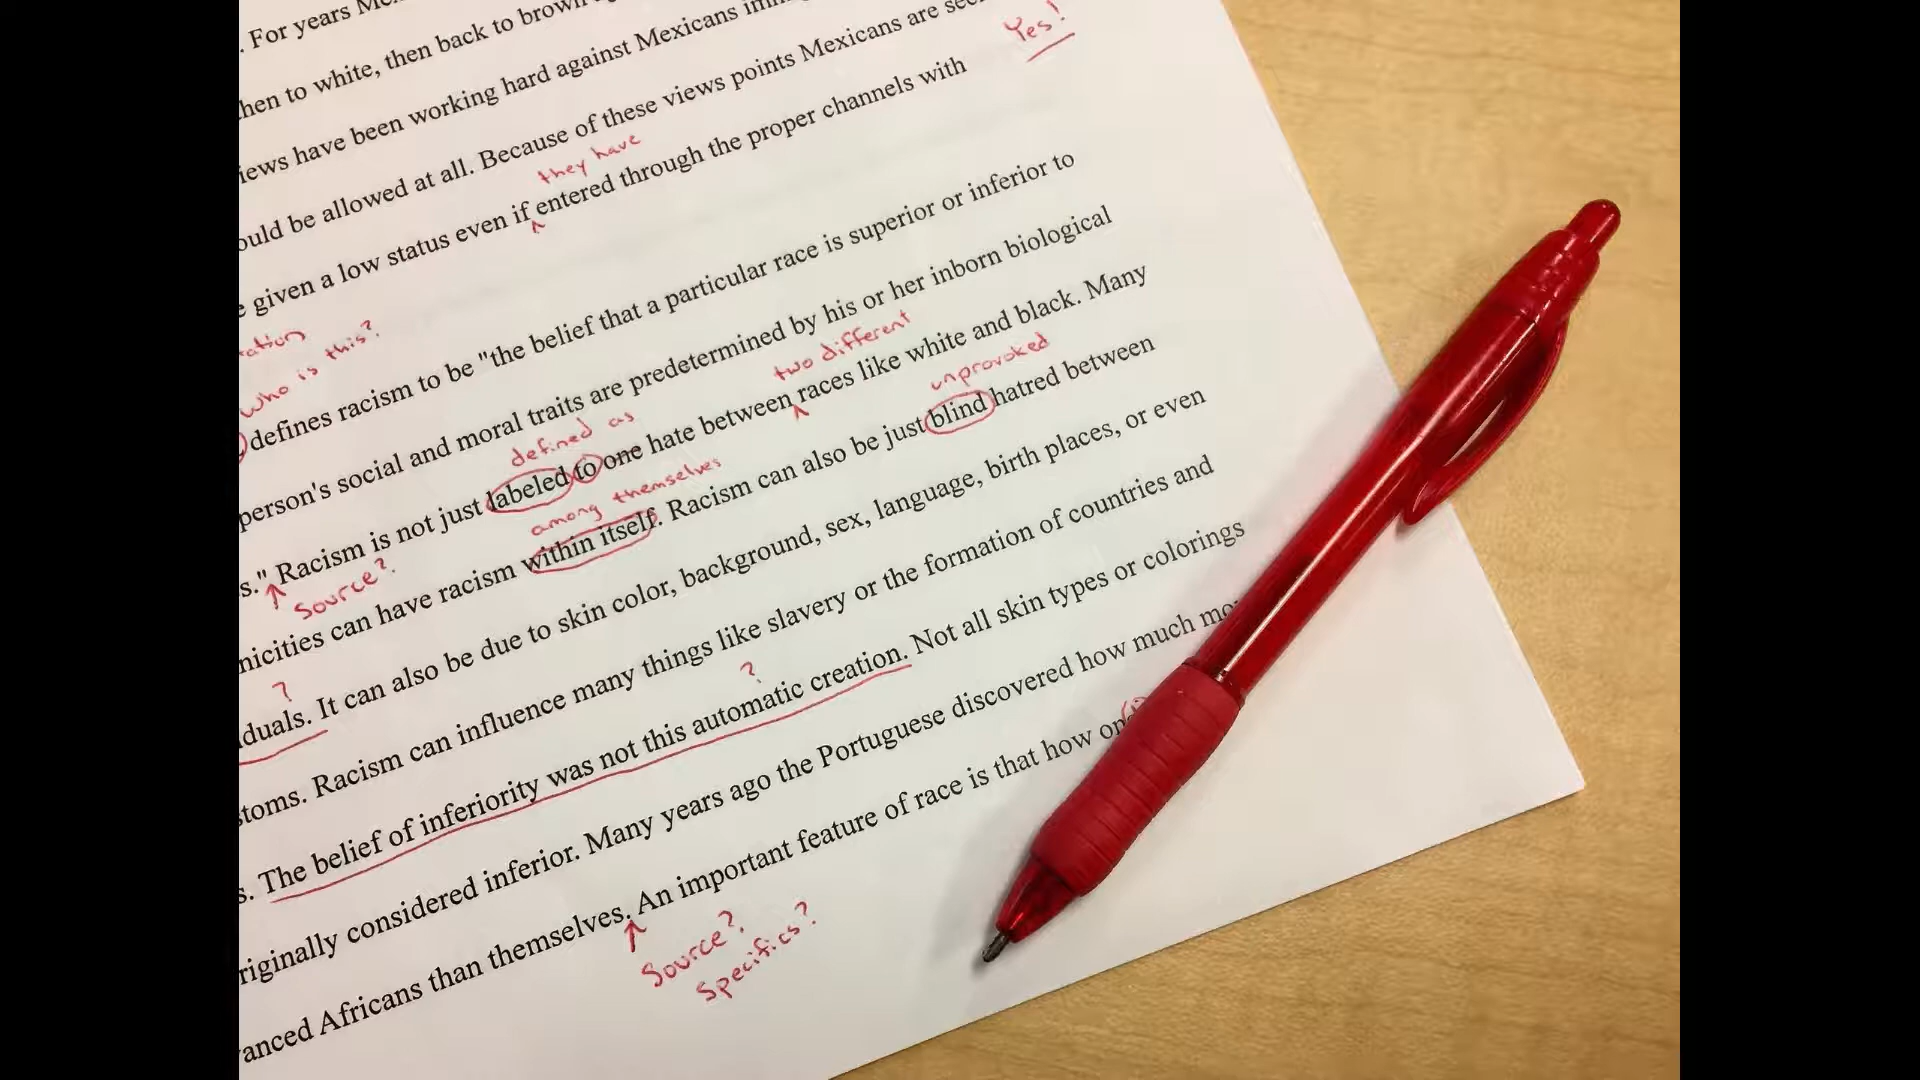 . For years
hen to white, then back to brown
iews have been working hard against Mexicans
Yes!
ould be allowed at all. Because of these views points Mexicans are
they have
e given a low status even if ^ entered through the proper channels with
ation
who is this?
defines racism to be "the belief that a particular race is superior or inferior to
person's social and moral traits are predetermined by his or her inborn biological
defined as
two different
s." Racism is not just labeled to one hate between ^ races like white and black. Many
Source?
among themselves
unprovoked
nicities can have racism within itself. Racism can also be just blind hatred between
?
duals. It can also be due to skin color, background, sex, language, birth places, or even
stoms. Racism can influence many things like slavery or the formation of countries and
?
s. The belief of inferiority was not this automatic creation. Not all skin types or colorings
riginally considered inferior. Many years ago the Portuguese discovered how much
vanced Africans than themselves. An important feature of race is that how
Source?
Specifics?